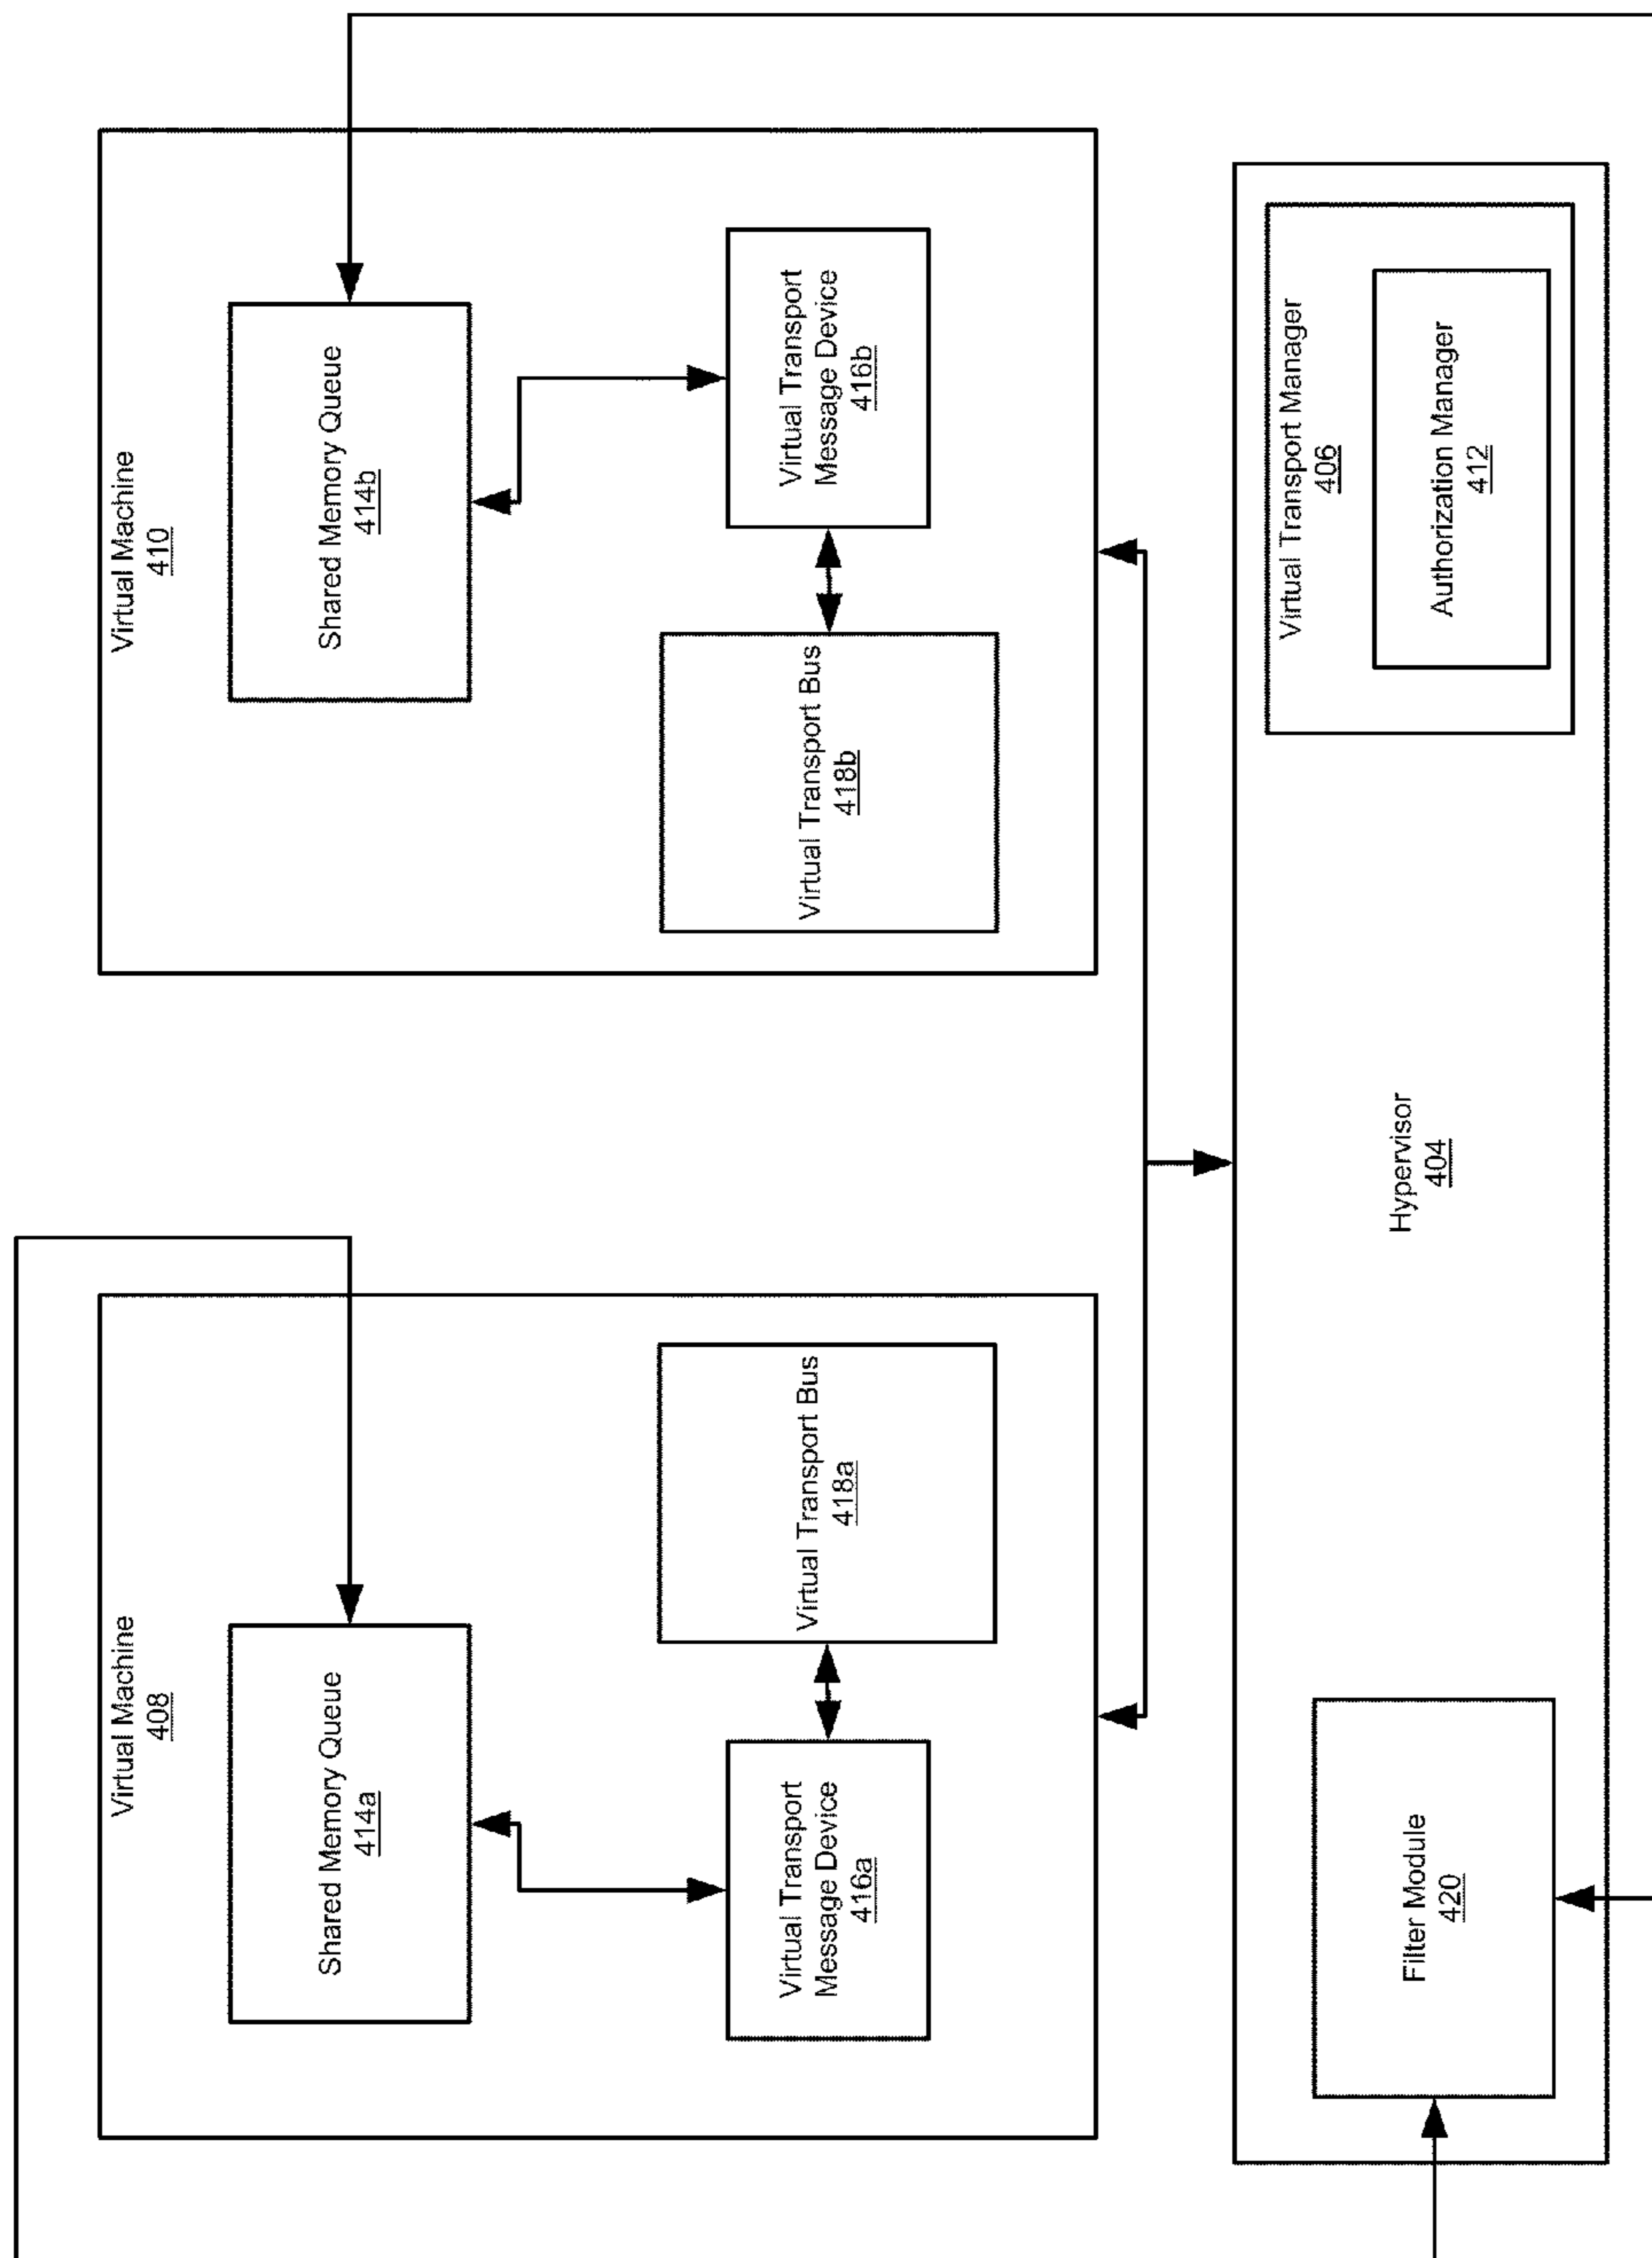 Virtual Machine
408
Shared Memory Queue
414a
Virtual Transport
Message Device
416a
Virtual Transport Bus
418a
Virtual Machine
410
Shared Memory Queue
414b
Virtual Transport Bus
418b
Virtual Transport
Message Device
416b
Filter Module
420
Hypervisor
404
Virtual Transport Manager
406
Authorization Manager
412